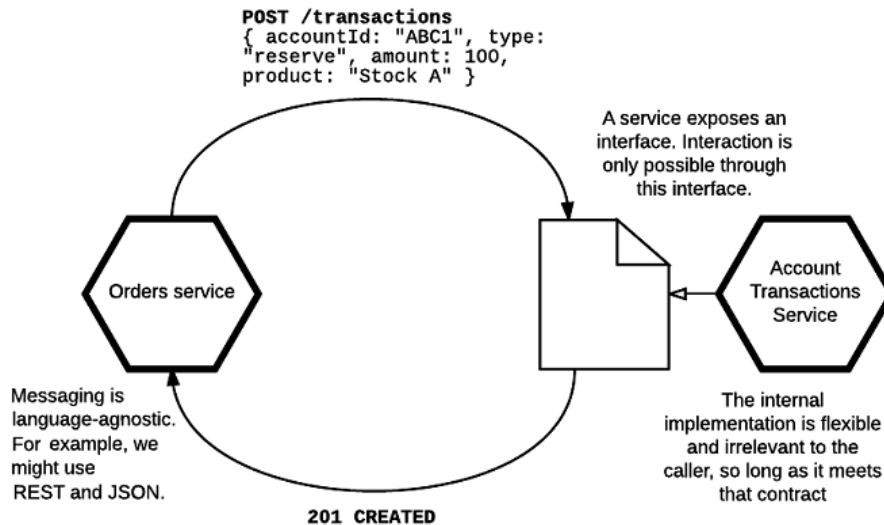 POST /transactions
{ accountId: "ABC1", type:
"reserve", amount: 100,
product: "Stock A" }
A service exposes an
interface. Interaction is
only possible through
this interface.
Orders service
Account
Transactions
Service
Messaging is
language-agnostic.
For example, we
might use
REST and JSON.
The internal
implementation is flexible
and irrelevant to the
caller, so long as it meets
that contract
201 CREATED